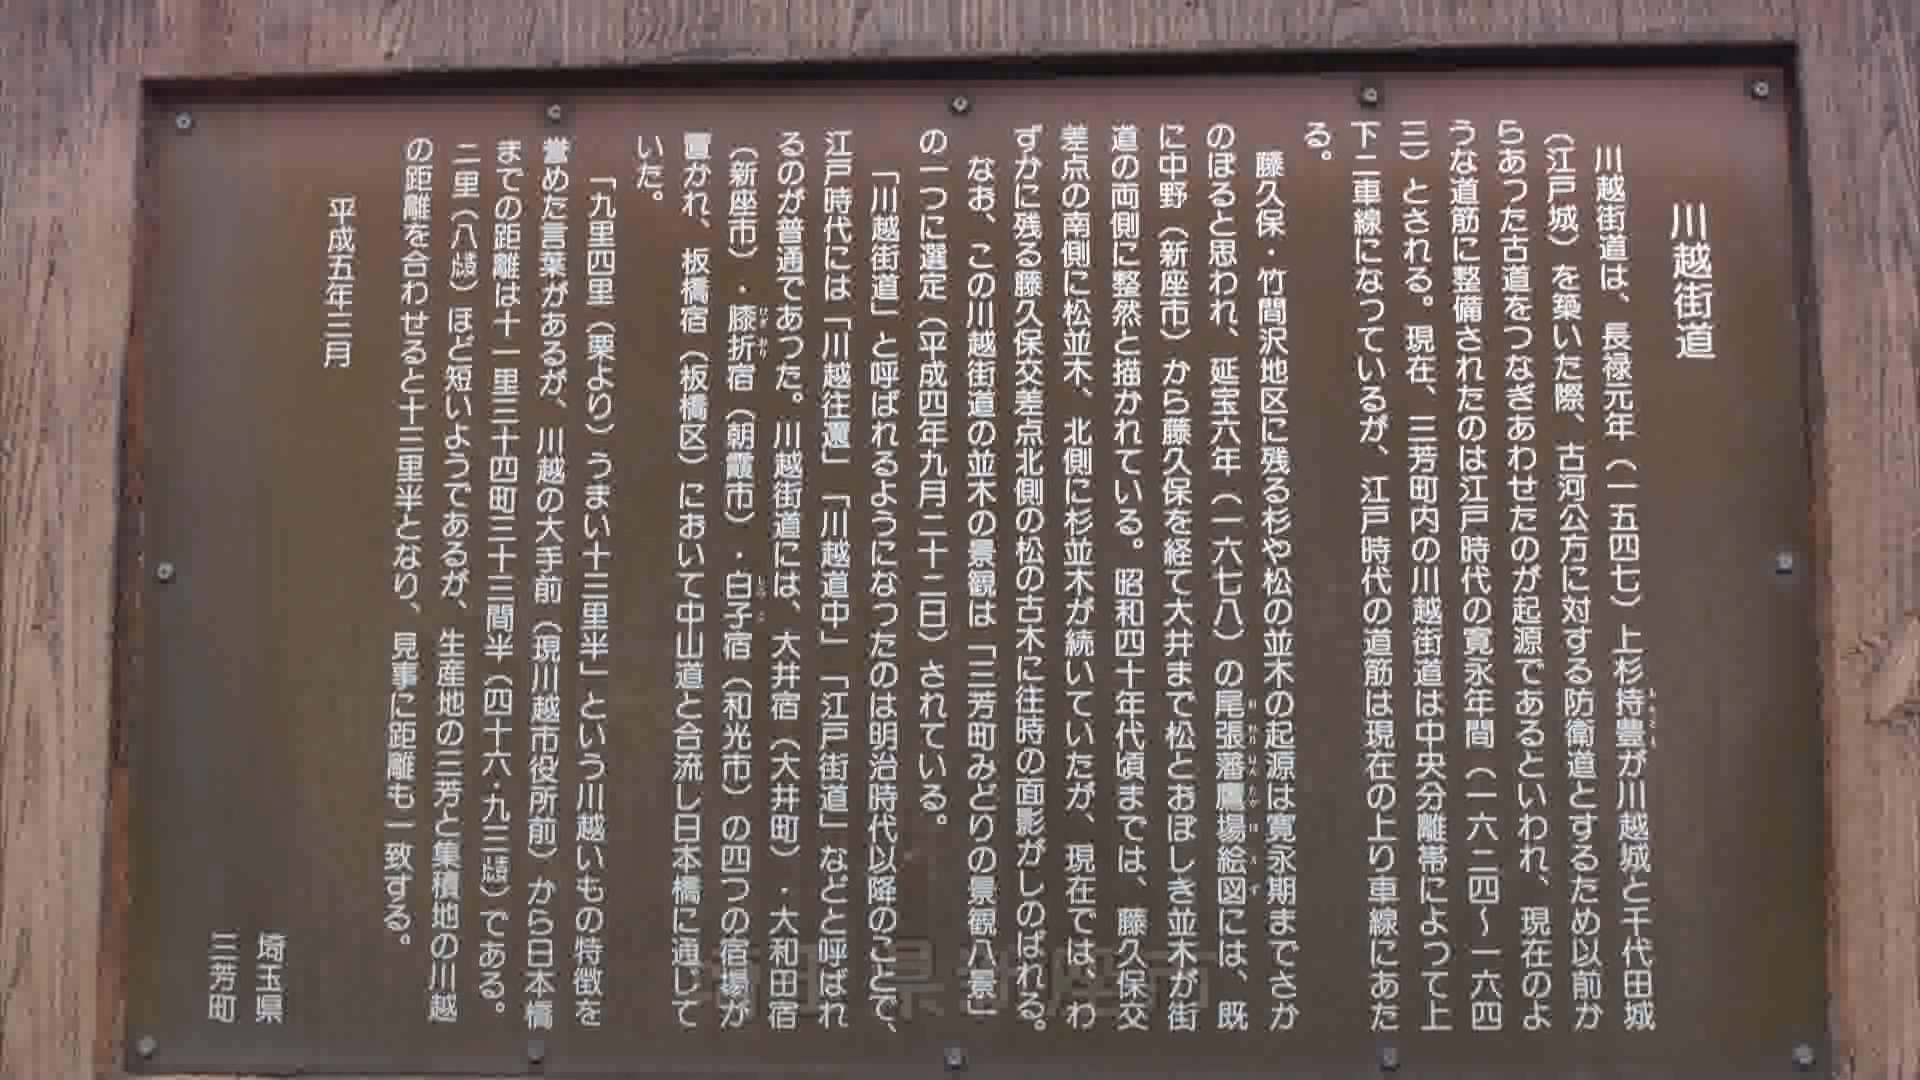 川越街道
川越街道は、長禄元年（一五四七）上杉持豊が川越城と千代田城
もちとよ
（江戸城）を築いた際、古河公方に対する防衛道とするため以前か
らあった古道をつなぎあわせたのが起源であるといわれ、現在のよ
うな道筋に整備されたのは江戸時代の寛永年間（一六二四〜一六四
三）とされる。現在、三芳町内の川越街道は中央分離帯によって上
下二車線になっているが、江戸時代の道筋は現在の上り車線にあた
る。
藤久保・竹間沢地区に残る杉や松の並木の起源は寛永期までさか
のぼると思われ、延宝六年（一六七八）の尾張藩鷹場絵図には、既
おわりはんたかばえず
に中野（新座市）から藤久保を経て大井まで松とおぼしき並木が街
道の両側に整然と描かれている。昭和四十年代頃までは、藤久保交
差点の南側に松並木、北側に杉並木が続いていたが、現在では、わ
ずかに残る藤久保交差点北側の松の古木に往時の面影がしのばれる。
なお、この川越街道の並木の景観は「三芳町みどりの景観八景」
の一つに選定（平成四年九月二十二日）されている。
「川越街道」と呼ばれるようになったのは明治時代以降のことで、
江戸時代には「川越往還」「川越道中」「江戸街道」などと呼ばれ
るのが普通であった。川越街道には、大井宿（大井町）・大和田宿
（新座市）・膝折宿（朝霞市）・白子宿（和光市）の四つの宿場が
ひざおり しらこ
置かれ、板橋宿（板橋区）において中山道と合流し日本橋に通じて
いた。
「九里四里（栗より）うまい十三里半」という川越いもの特徴を
誉めた言葉があるが、川越の大手前（現川越市役所前）から日本橋
までの距離は十一里三十四町三十三間半（四十六・九三㌖）である。
二里（八㌖）ほど短いようであるが、生産地の三芳と集積地の川越
の距離を合わせると十三里半となり、見事に距離も一致する。
平成五年三月
埼玉県
三芳町